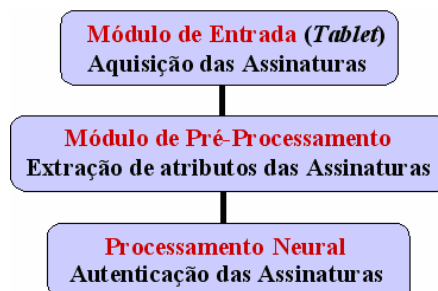 Módulo de Entrada (Tablet)
Aquisição das Assinaturas
Módulo de Pré-Processamento
Extração de atributos das Assinaturas
Processamento Neural
Autenticação das Assinaturas